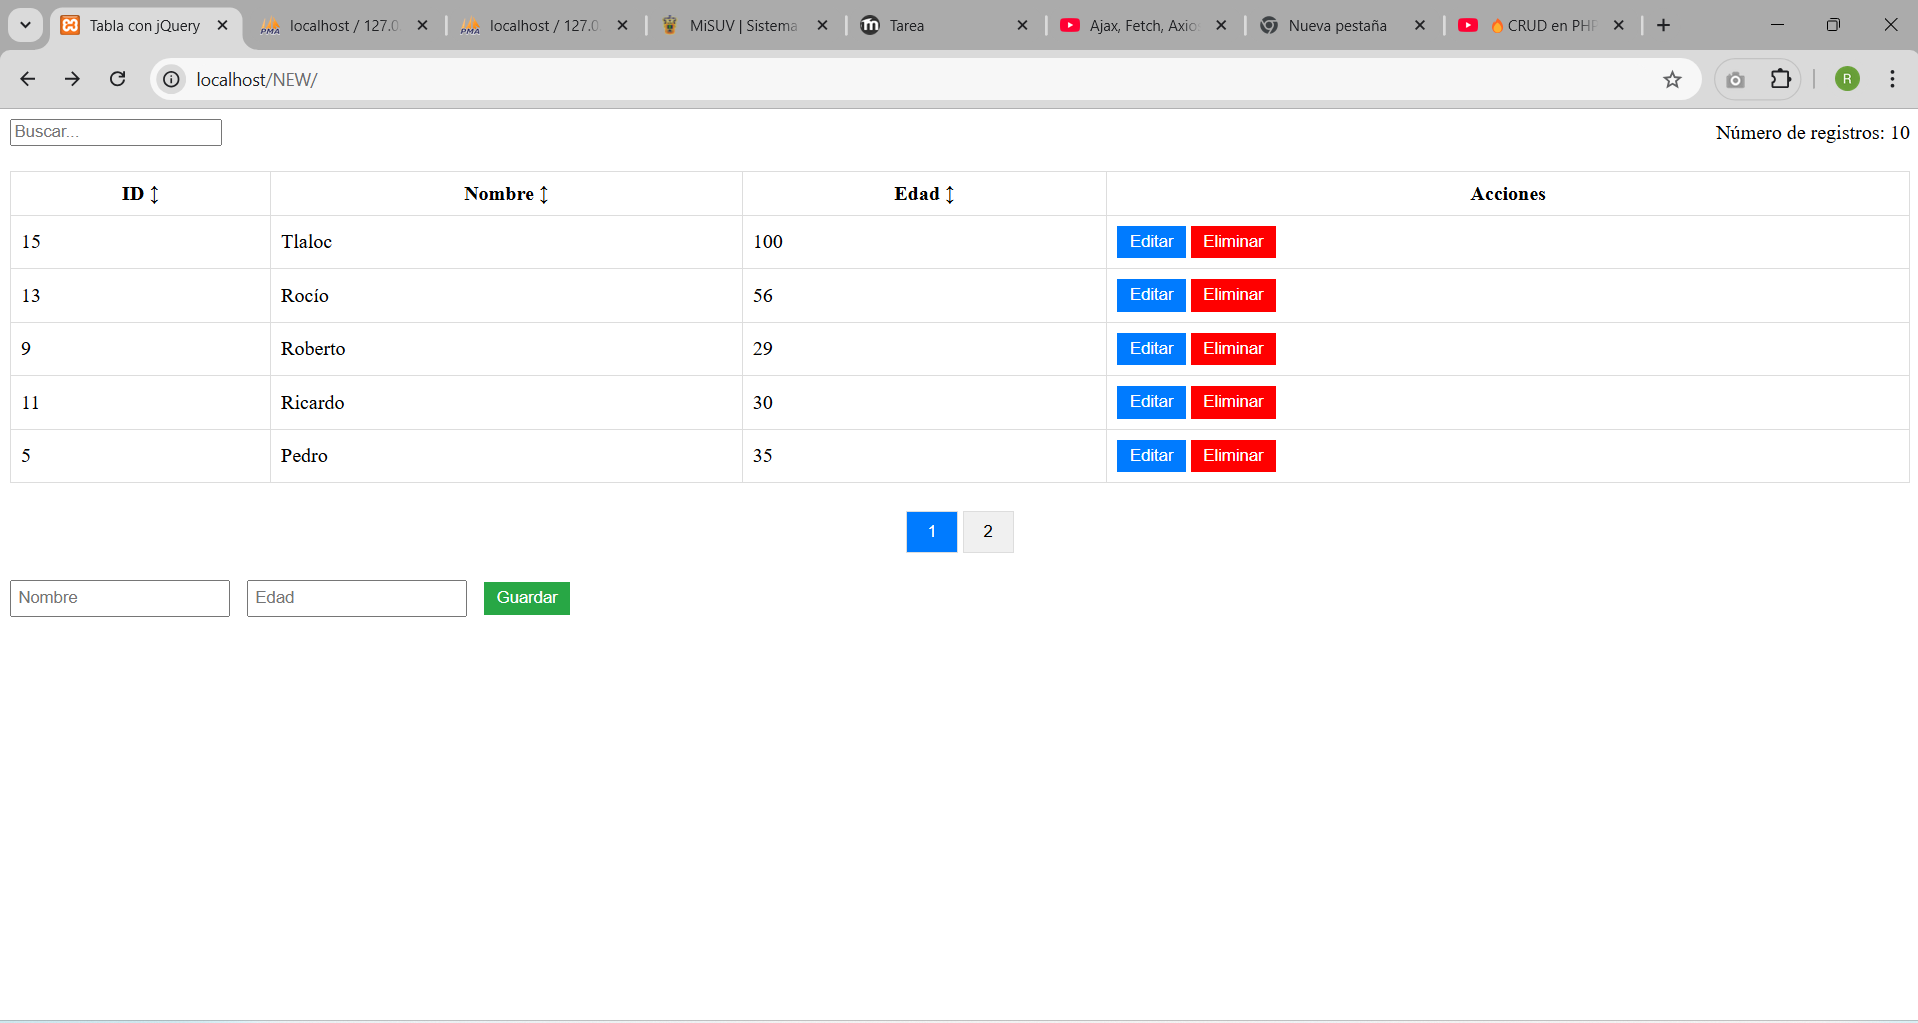 Tabla con jQuery
localhost / 127.0.
localhost / 127.0.
MiSUV | Sistema
Tarea
Ajax, Fetch, Axio
Nueva pestaña
CRUD en PHP
localhost/NEW/
R
Buscar...
Número de registros: 10
ID ↕ Nombre ↕ Edad ↕ Acciones
15 Tlaloc 100 Editar Eliminar
13 Rocío 56 Editar Eliminar
9 Roberto 29 Editar Eliminar
11 Ricardo 30 Editar Eliminar
5 Pedro 35 Editar Eliminar
1 2
Nombre Edad Guardar